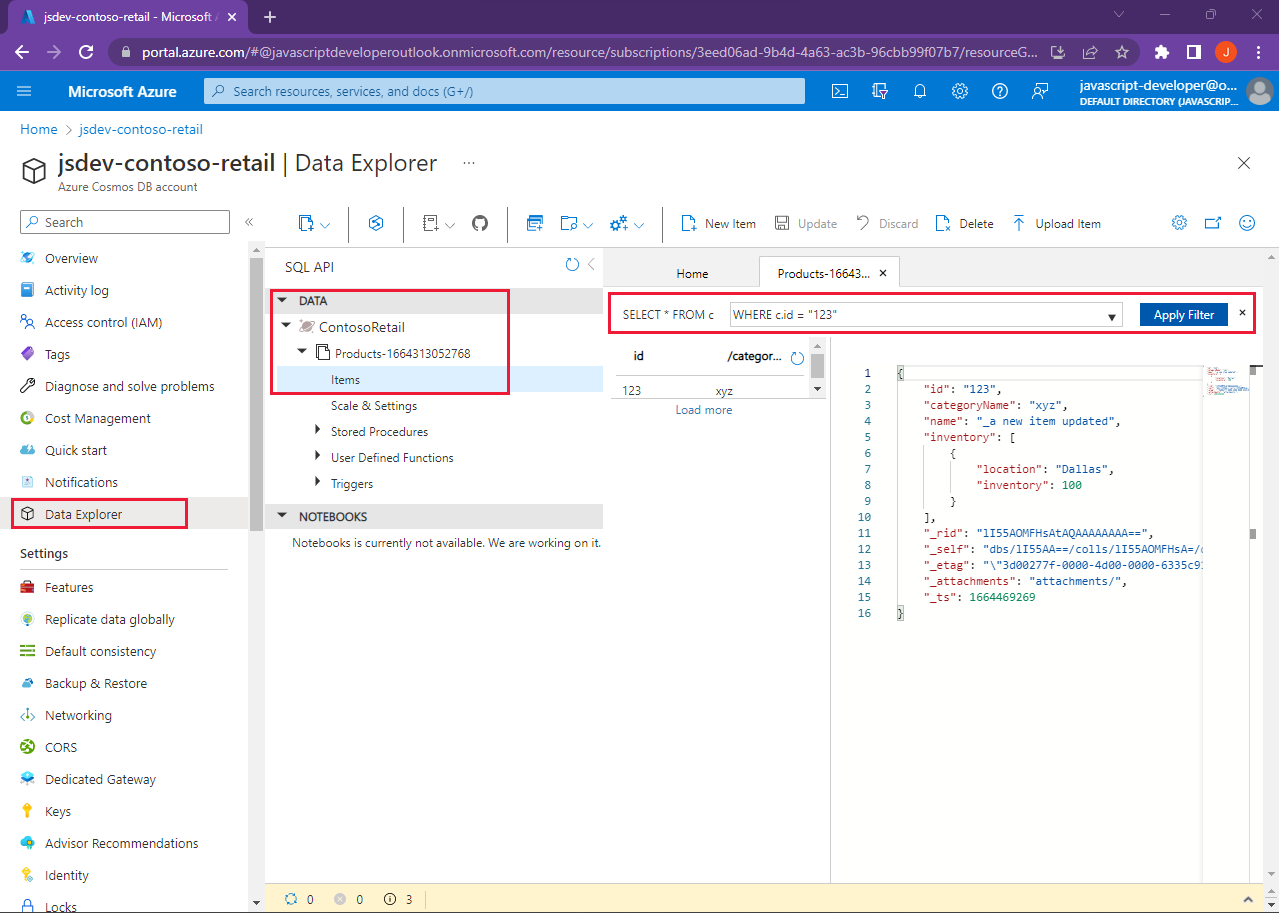 jsdev-contoso-retail - Microsoft A
portal.azure.com/#@javascriptdeveloperoutlook.onmicrosoft.com/resource/subscriptions/3eed06ad-9b4d-4a63-ac3b-96cbb99f07b7/resourceG...
J
Microsoft Azure
Search resources, services, and docs (G+/)
javascript-developer@o...
DEFAULT DIRECTORY (JAVASCRIP...
Home > jsdev-contoso-retail
jsdev-contoso-retail | Data Explorer ...
Azure Cosmos DB account
Search
New Item
Update
Discard
Delete
Upload Item
Overview
Activity log
Access control (IAM)
Tags
Diagnose and solve problems
Cost Management
Quick start
Notifications
Data Explorer
Settings
Features
Replicate data globally
Default consistency
Backup & Restore
Networking
CORS
Dedicated Gateway
Keys
Advisor Recommendations
Identity
Locks
SQL API
DATA
ContosoRetail
Products-1664313052768
Items
Scale & Settings
Stored Procedures
User Defined Functions
Triggers
NOTEBOOKS
Notebooks is currently not available. We are working on it.
Home
Products-16643...
SELECT * FROM c
WHERE c.id = "123"
Apply Filter
id /categor...
123 xyz
Load more
1 {
2 "id": "123",
3 "categoryName": "xyz",
4 "name": "_a new item updated",
5 "inventory": [
6 {
7 "location": "Dallas",
8 "inventory": 100
9 }
10 ],
11 "_rid": "lI55AOMFHsAtAQAAAAAAAA==",
12 "_self": "dbs/lI55AA==/colls/lI55AOMFHsA=/
13 "_etag": "\"3d00277f-0000-4d00-0000-6335c9
14 "_attachments": "attachments/",
15 "_ts": 1664469269
16 }
0 0 3